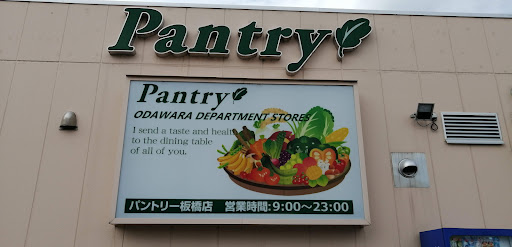 Pantry
Pantry
ODAWARA DEPARTMENT STORES
I send a taste and health
to the dining table
of all of you.
パントリー板橋店 営業時間:9:00～23:00